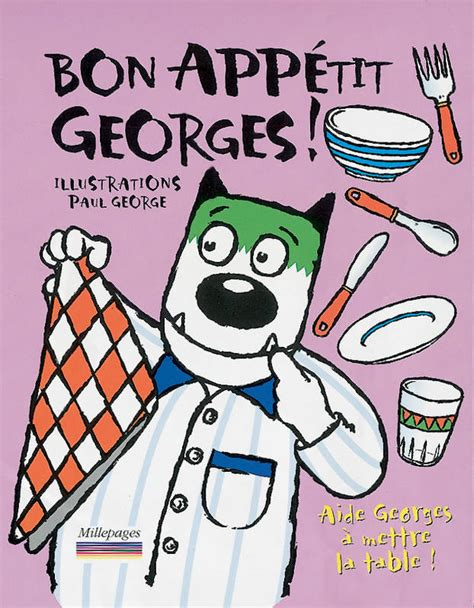 BON APPÉTIT
GEORGES!
ILLUSTRATIONS
PAUL GEORGE
Millepages
Aide Georges
à mettre
la table !